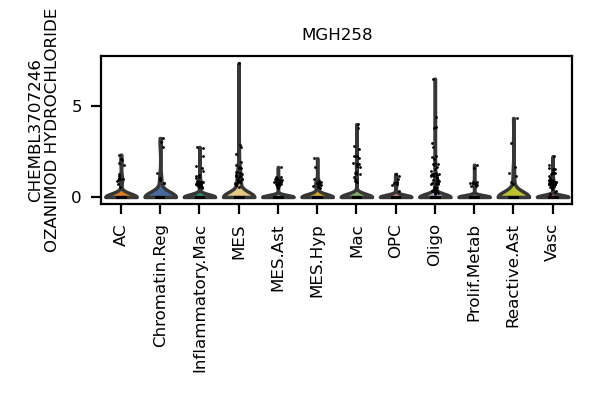 MGH258
CHEMBL3707246
OZANIMOD HYDROCHLORIDE
5
0
AC
Chromatin.Reg
Inflammatory.Mac
MES
MES.Ast
MES.Hyp
Mac
OPC
Oligo
Prolif.Metab
Reactive.Ast
Vasc